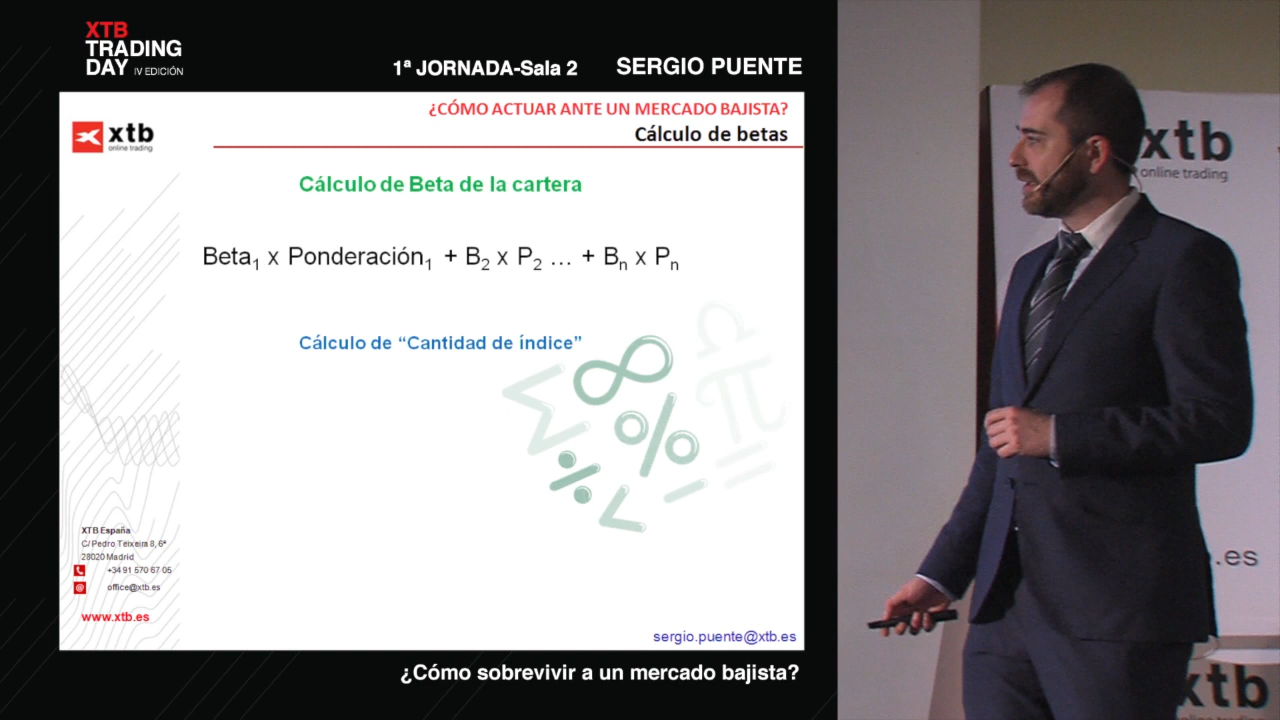 XTB
TRADING
DAY IV EDICIÓN
1ª JORNADA-Sala 2
SERGIO PUENTE
¿CÓMO ACTUAR ANTE UN MERCADO BAJISTA?
Cálculo de betas
xtb
online trading
Cálculo de Beta de la cartera
Beta1 x Ponderación1 + B2 x P2 … + Bn x Pn
Cálculo de “Cantidad de índice”
XTB España
C/ Pedro Teixeira 8, 6ª
28020 Madrid
+34 91 570 67 05
office@xtb.es
www.xtb.es
sergio.puente@xtb.es
¿Cómo sobrevivir a un mercado bajista?
xtb
online trading
.es
xtb